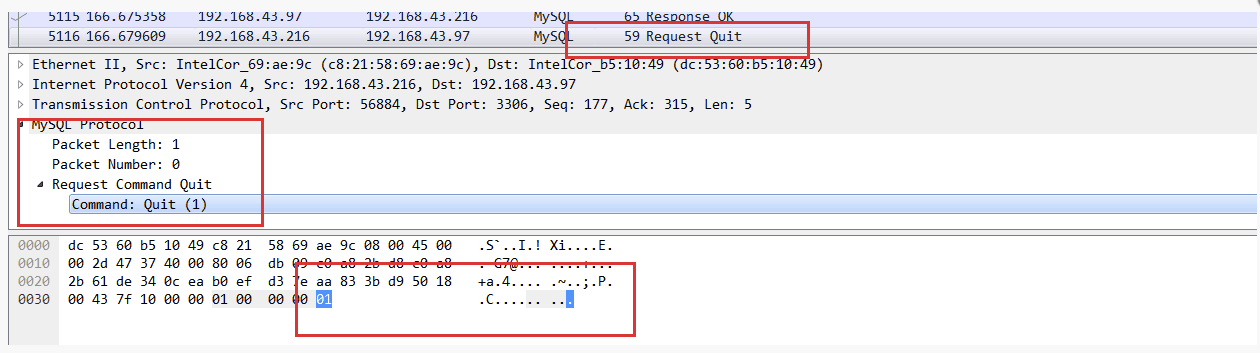 5115 166.675358 192.168.43.97 192.168.43.216 MySQL 65 Response OK
5116 166.679609 192.168.43.216 192.168.43.97 MySQL 59 Request Quit
Ethernet II, Src: IntelCor_69:ae:9c (c8:21:58:69:ae:9c), Dst: IntelCor_b5:10:49 (dc:53:60:b5:10:49)
Internet Protocol Version 4, Src: 192.168.43.216, Dst: 192.168.43.97
Transmission Control Protocol, Src Port: 56884, Dst Port: 3306, Seq: 177, Ack: 315, Len: 5
MySQL Protocol
Packet Length: 1
Packet Number: 0
Request Command Quit
Command: Quit (1)
0000 dc 53 60 b5 10 49 c8 21 58 69 ae 9c 08 00 45 00 .S`..I.! Xi....E.
0010 00 2d 47 37 40 00 80 06 db 09 c0 a8 2b d8 c0 a8 .-G7@... ....+...
0020 2b 61 de 34 0c ea b0 ef d3 7e aa 83 3b d9 50 18 +a.4.... .~..;.P.
0030 00 43 7f 10 00 00 01 00 00 00 01 .C...... ...